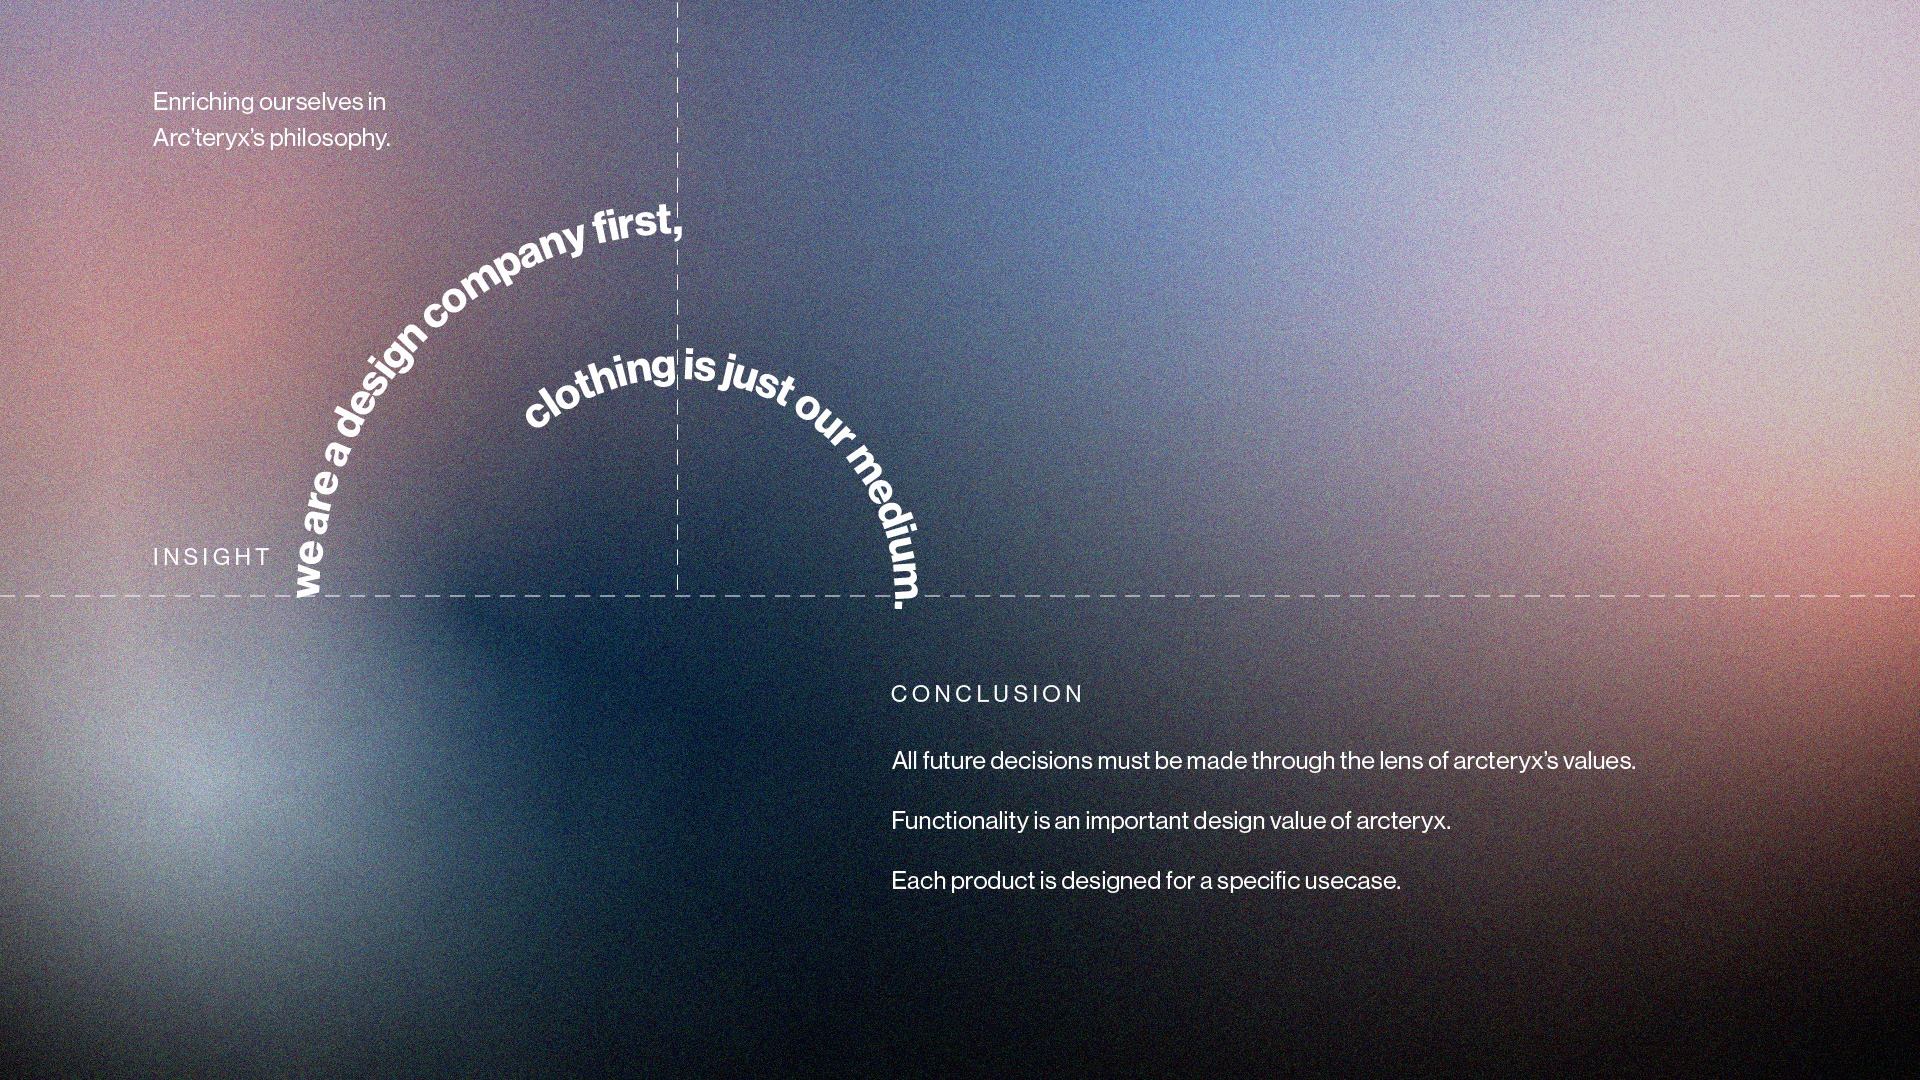 Enriching ourselves in
Arc'teryx's philosophy.
we are a design company first,
clothing is just our medium.
INSIGHT
CONCLUSION
All future decisions must be made through the lens of arcteryx's values.
Functionality is an important design value of arcteryx.
Each product is designed for a specific usecase.